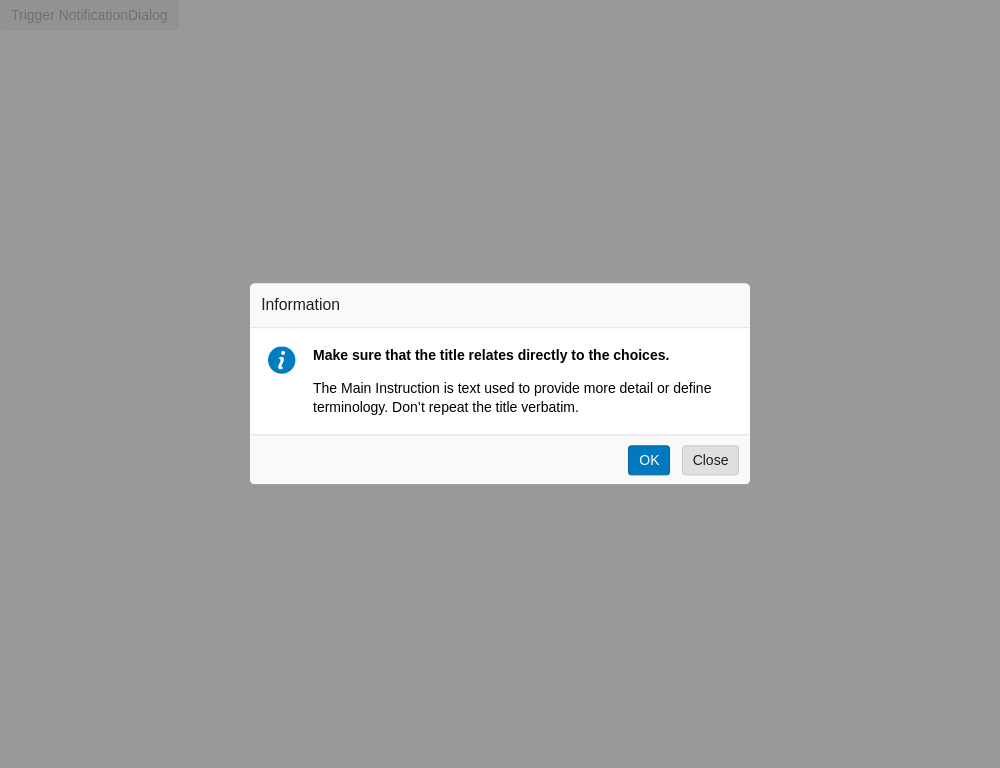 Trigger NotificationDialog
Information
Make sure that the title relates directly to the choices.
The Main Instruction is text used to provide more detail or define
terminology. Don’t repeat the title verbatim.
OK
Close